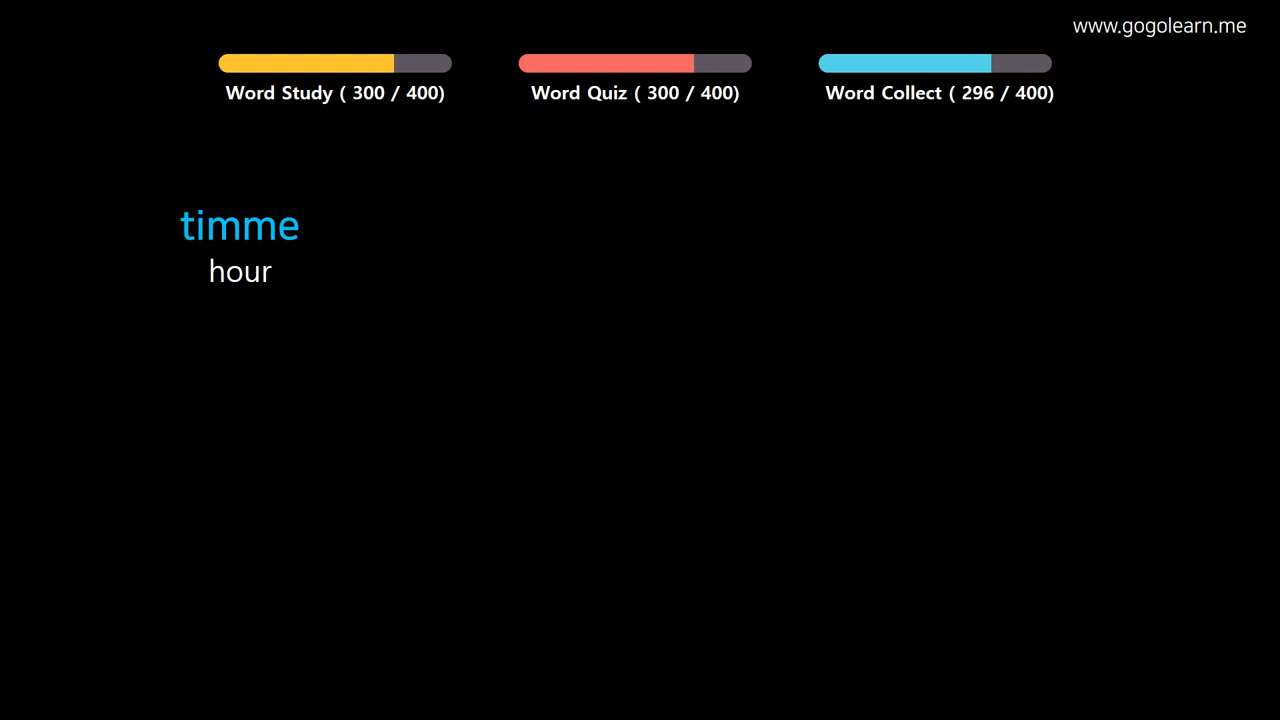 www.gogolearn.me
Word Study ( 300 / 400)
Word Quiz ( 300 / 400)
Word Collect ( 296 / 400)
timme
hour